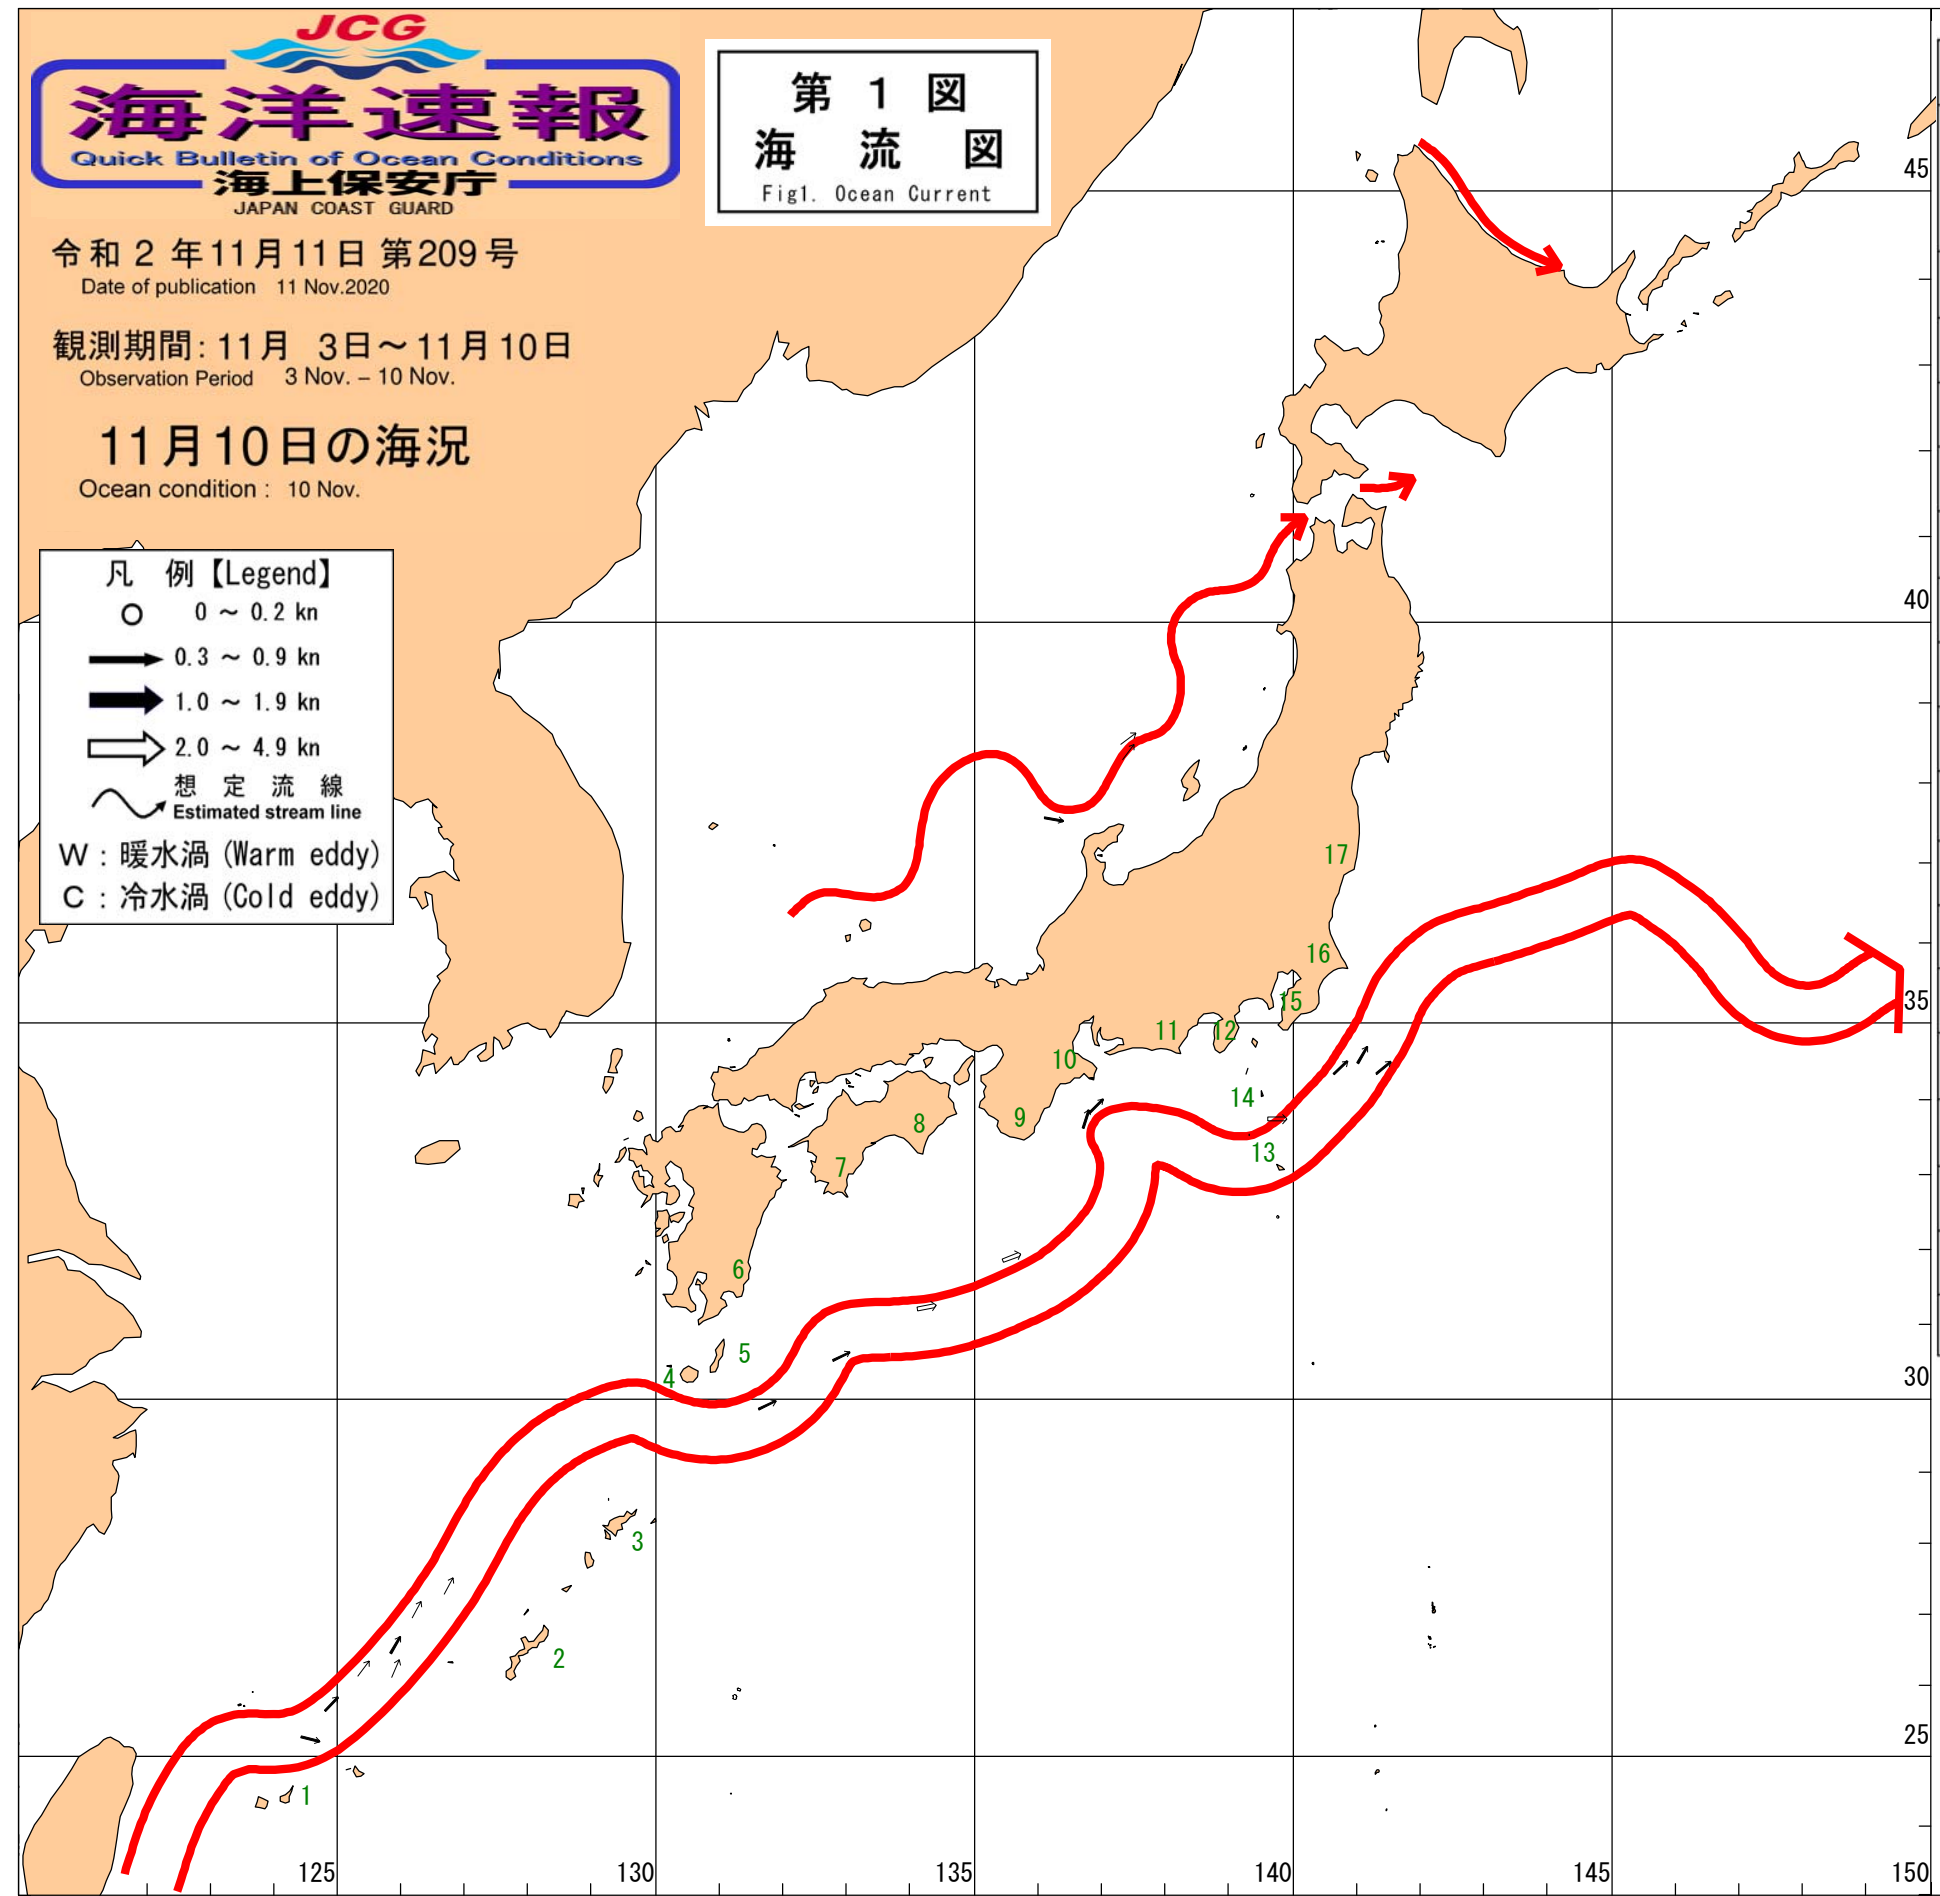 JCG
海洋速報
Quick Bulletin of Ocean Conditions
海上保安庁
JAPAN COAST GUARD
令和 2 年11月11日 第209号
Date of publication 11 Nov.2020
観測期間: 11月 3日～11月10日
Observation Period 3 Nov. – 10 Nov.
11月10日の海況
Ocean condition : 10 Nov.
第 1 図
海 流 図
Fig1. Ocean Current
凡 例【Legend】
0 ～ 0.2 kn
0.3 ～ 0.9 kn
1.0 ～ 1.9 kn
2.0 ～ 4.9 kn
想 定 流 線
Estimated stream line
W : 暖水渦 (Warm eddy)
C : 冷水渦 (Cold eddy)
45
40
17
16
35
15
11
12
10
14
9
8
13
7
6
5
4
30
3
2
25
1
125
130
135
140
145
150